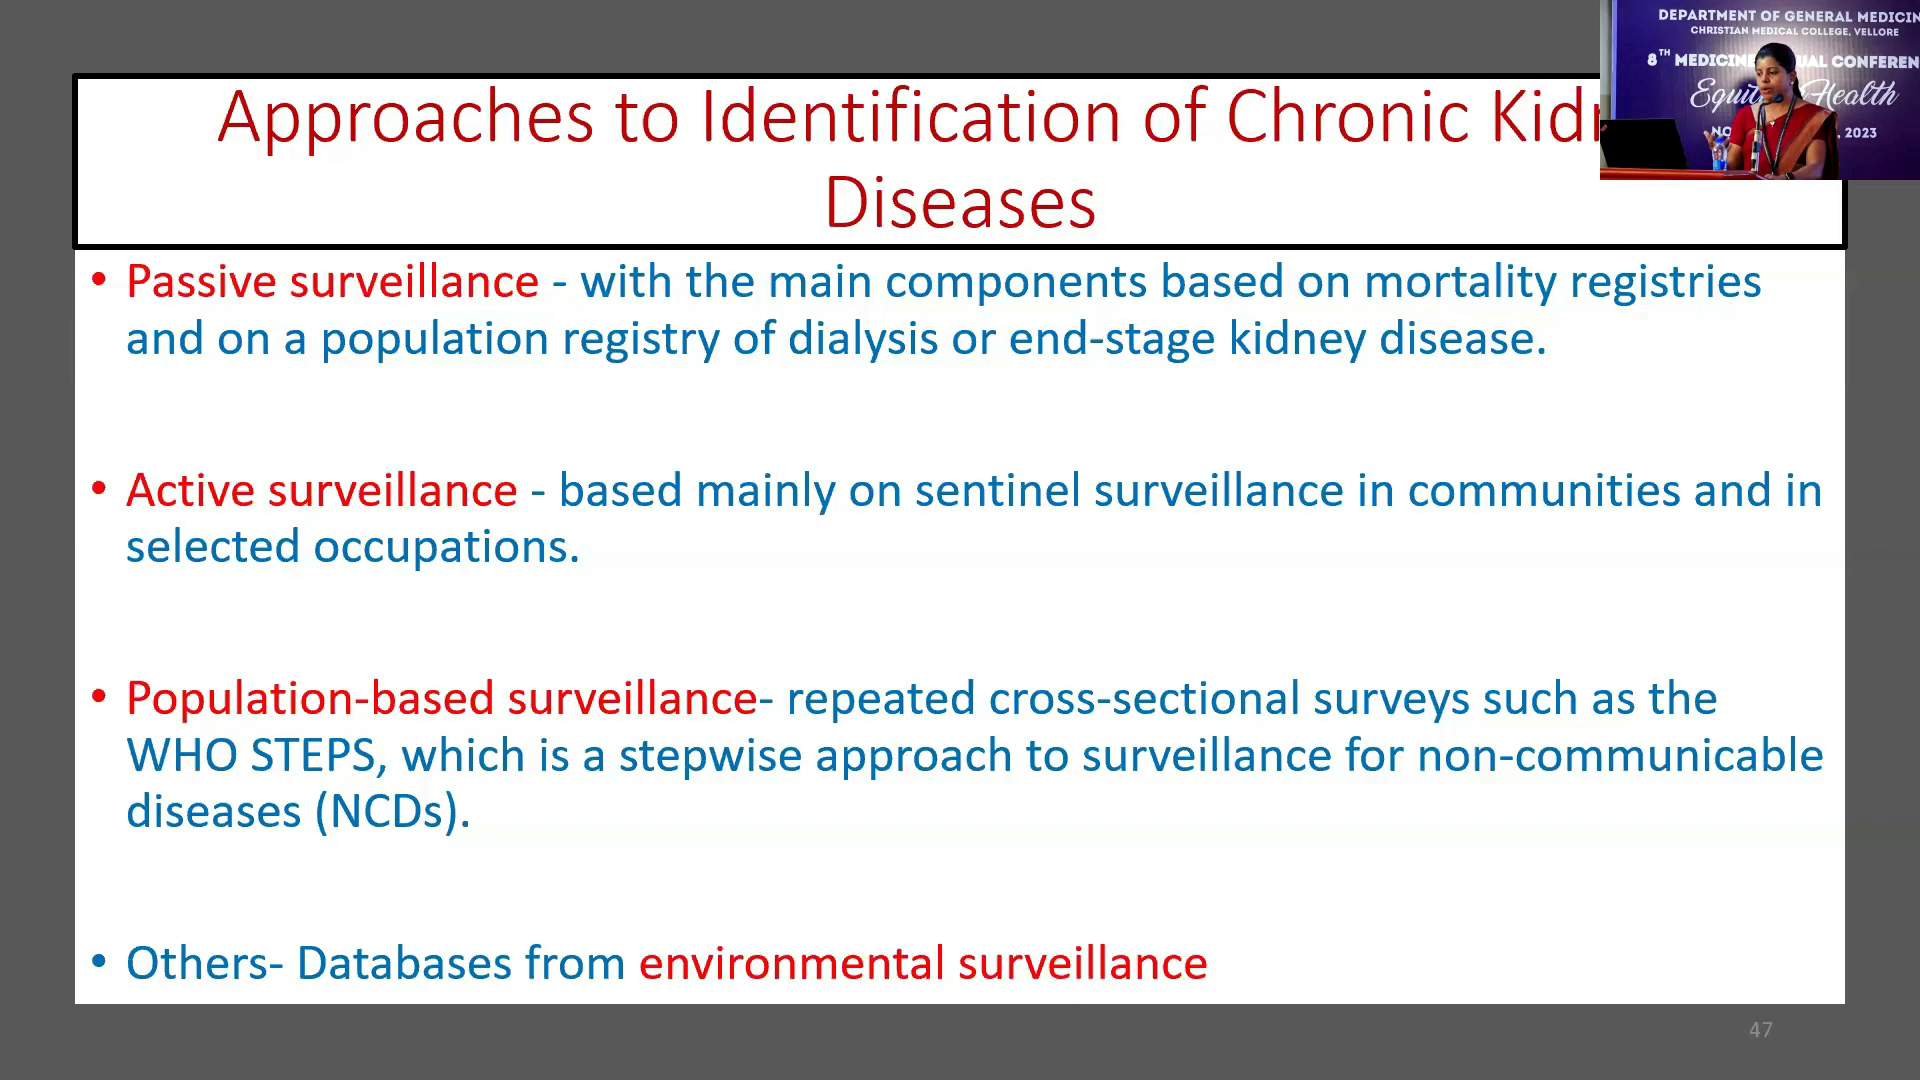 DEPARTMENT OF GENERAL MEDICIN
CHRISTIAN MEDICAL COLLEGE, VELLORE
8TH MEDICINE UAL CONFEREN
Health
2023
Approaches to Identification of Chronic
Diseases
• Passive surveillance - with the main components based on mortality registries
and on a population registry of dialysis or end-stage kidney disease.
• Active surveillance - based mainly on sentinel surveillance in communities and in
selected occupations.
• Population-based surveillance- repeated cross-sectional surveys such as the
WHO STEPS, which is a stepwise approach to surveillance for non-communicable
diseases (NCDs).
• Others- Databases from environmental surveillance
47